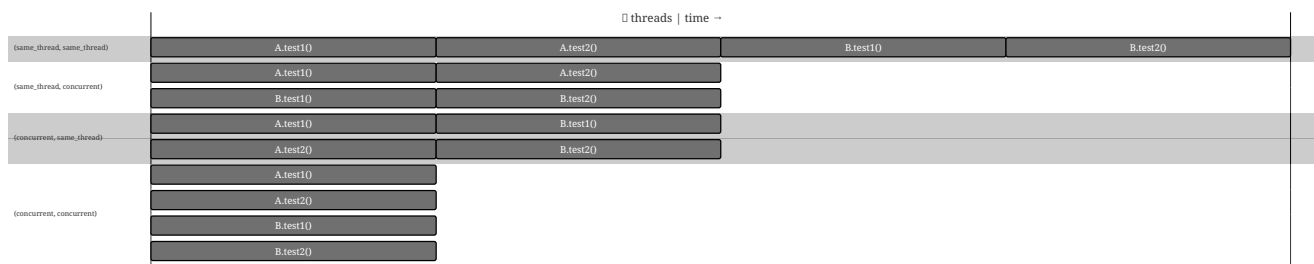 threads | time →
(same_thread, same_thread) A.test1() A.test2() B.test1() B.test2()
A.test1() A.test2()
(same_thread, concurrent)
B.test1() B.test2()
A.test1() B.test1()
(concurrent, same_thread)
A.test2() B.test2()
A.test1()
A.test2()
(concurrent, concurrent)
B.test1()
B.test2()